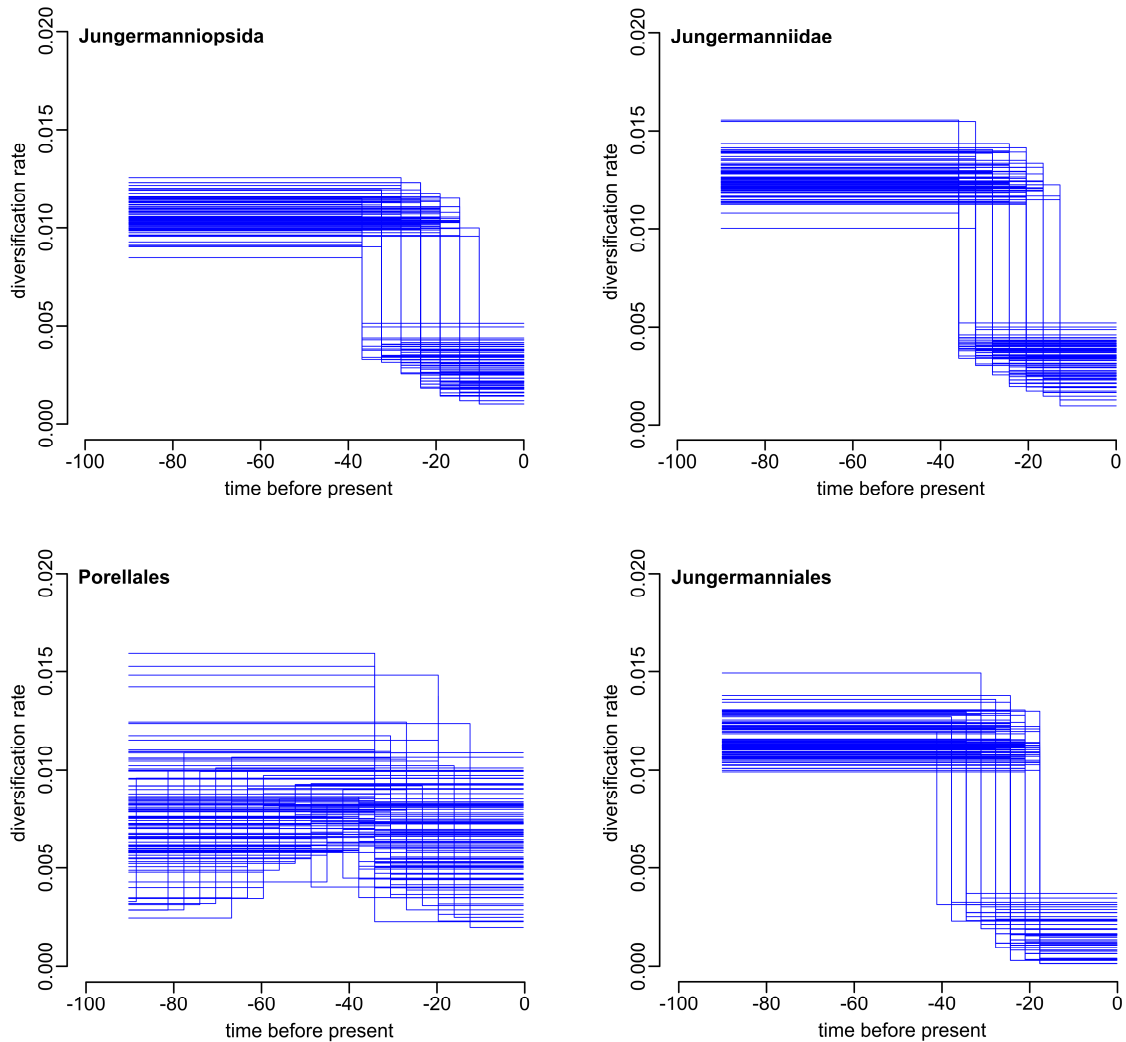 Jungermanniopsida
diversification rate
0.020
0.015
0.010
0.005
0.000
-100 -80 -60 -40 -20 0
time before present
Jungermanniidae
diversification rate
0.020
0.015
0.010
0.005
0.000
-100 -80 -60 -40 -20 0
time before present
Porellales
diversification rate
0.020
0.015
0.010
0.005
0.000
-100 -80 -60 -40 -20 0
time before present
Jungermanniales
diversification rate
0.020
0.015
0.010
0.005
0.000
-100 -80 -60 -40 -20 0
time before present